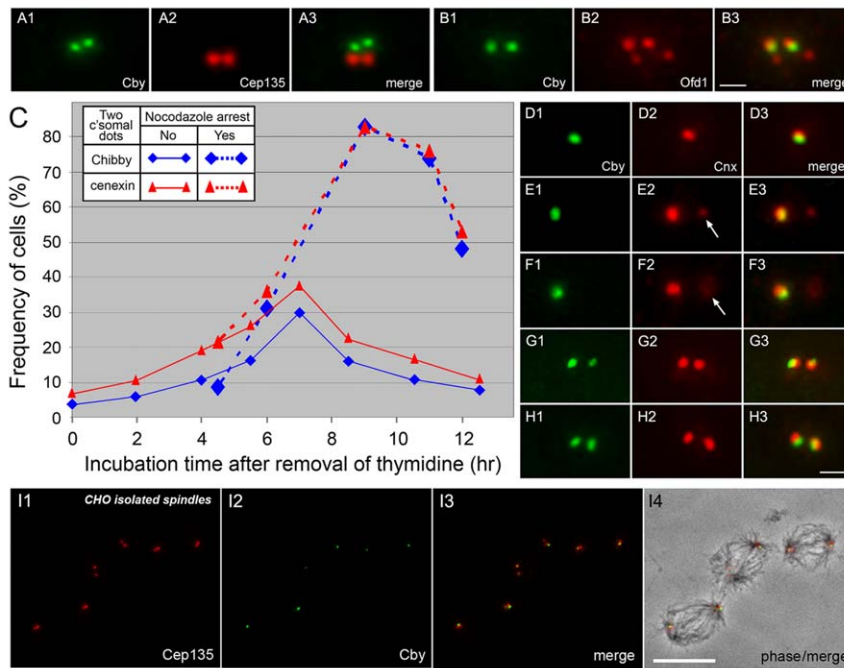 A1
Cby
A2
Cep135
A3
merge
B1
Cby
B2
Ofd1
B3
merge
C
Two c'somal dots
Nocodazole arrest
No
Yes
Chibby
cenexin
Frequency of cells (%)
80
70
60
50
40
30
20
10
0
0 2 4 6 8 10 12
Incubation time after removal of thymidine (hr)
D1
Cby
D2
Cnx
D3
merge
E1
E2
E3
F1
F2
F3
G1
G2
G3
H1
H2
H3
I1
CHO isolated spindles
Cep135
I2
Cby
I3
merge
I4
phase/merge